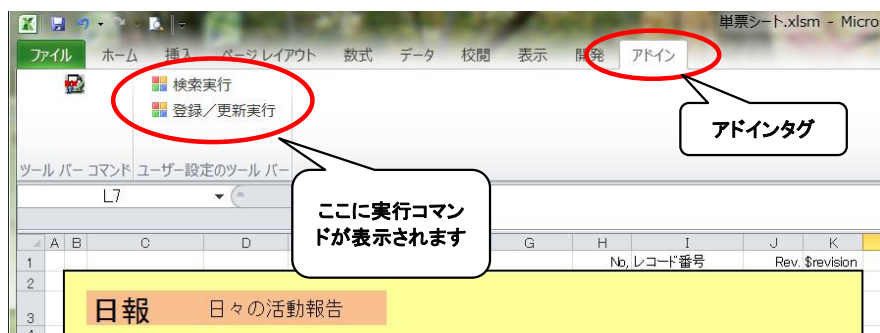 単票シート.xlsm - Micro
ファイル ホーム 挿入 ページ レイアウト 数式 データ 校閲 表示 開発 アドイン
検索実行
登録／更新実行
アドインタグ
ツール バー コマンド ユーザー設定のツール バー
L7
ここに実行コマン
ドが表示されます
A B C D G H I J K
1 No, レコード番号 Rev. $revision
2
3 日報 日々の活動報告